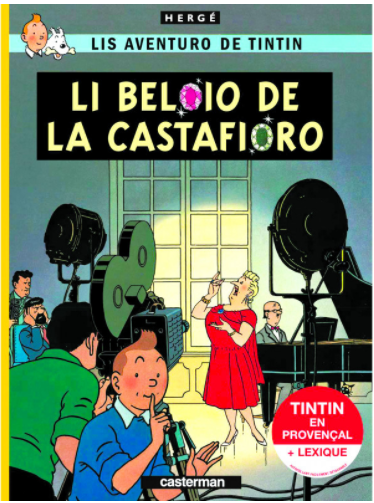 HERGÉ
LIS AVENTURO DE TINTIN
LI BELOIO DE
LA CASTAFIORO
TINTIN
EN
PROVENÇAL
+ LEXIQUE
casterman